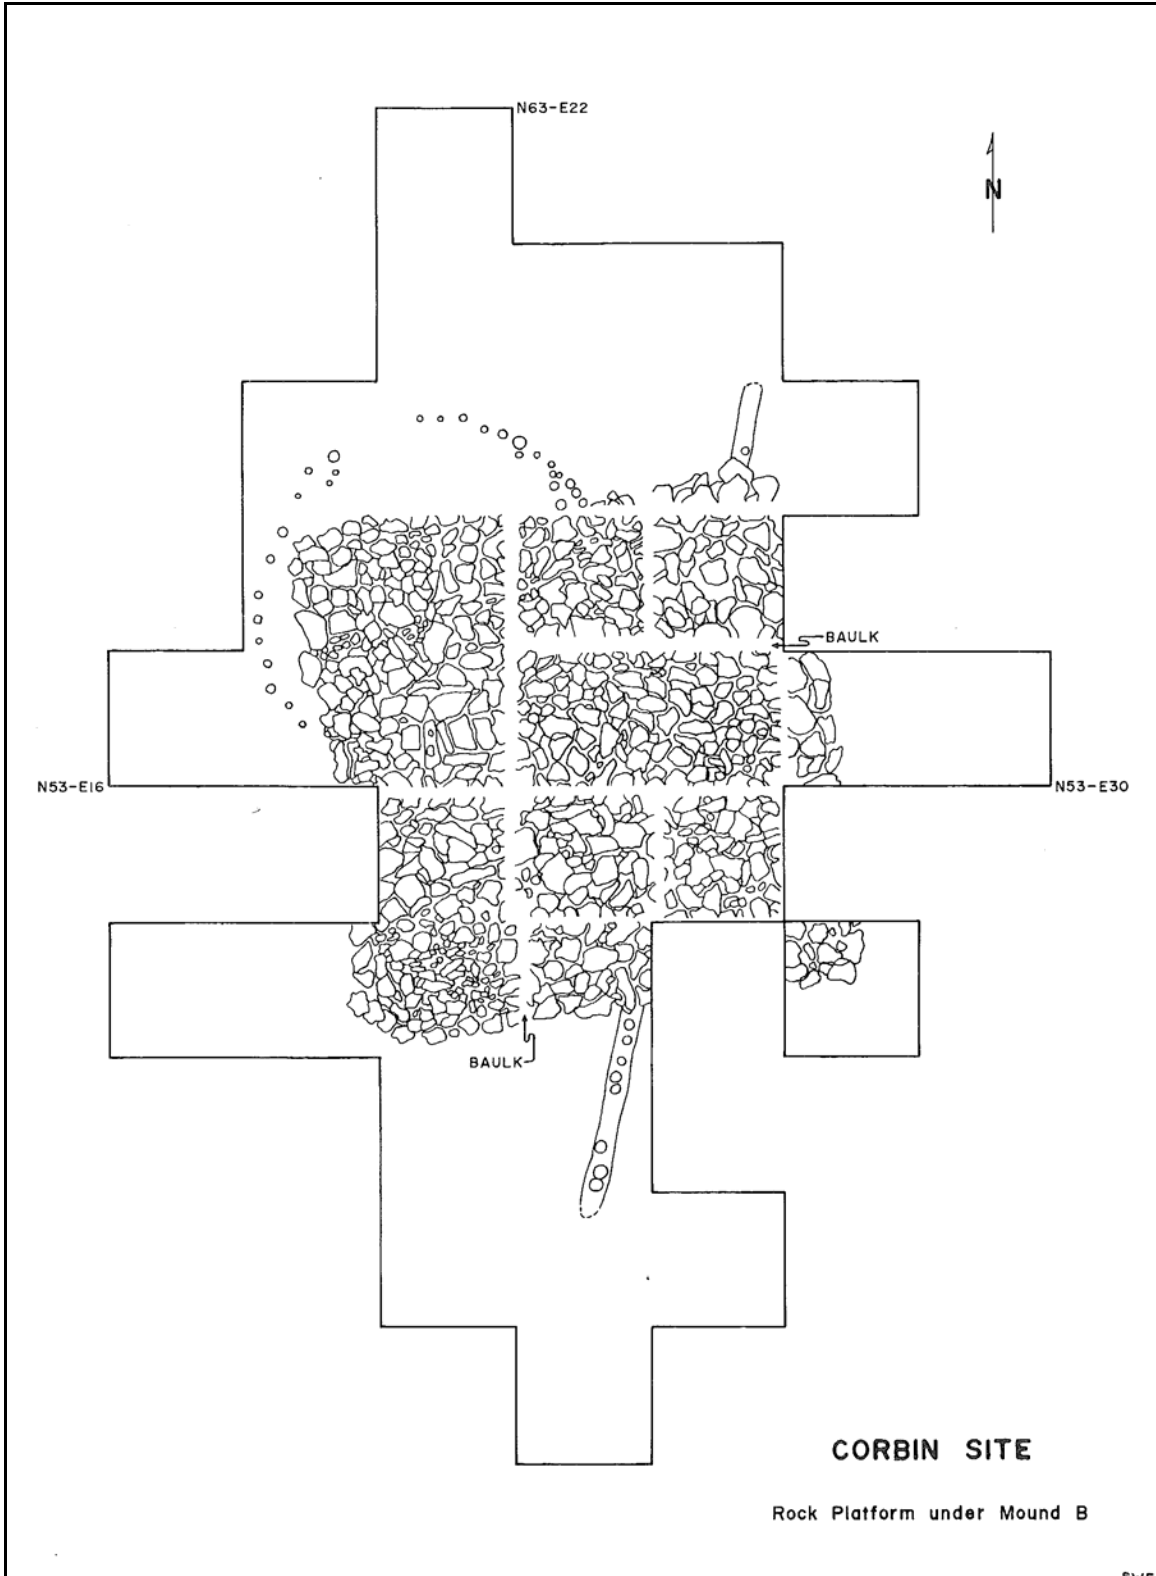 N63-E22
N
BAULK
N53-E16
N53-E30
BAULK
CORBIN SITE
Rock Platform under Mound B